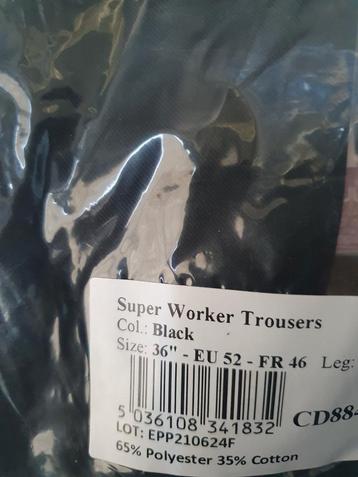 Super Worker Trousers
Col.: Black
Size: 36" - EU 52 - FR 46 Leg:
5 036108 341832
CD884
LOT: EPP210624F
65% Polyester 35% Cotton